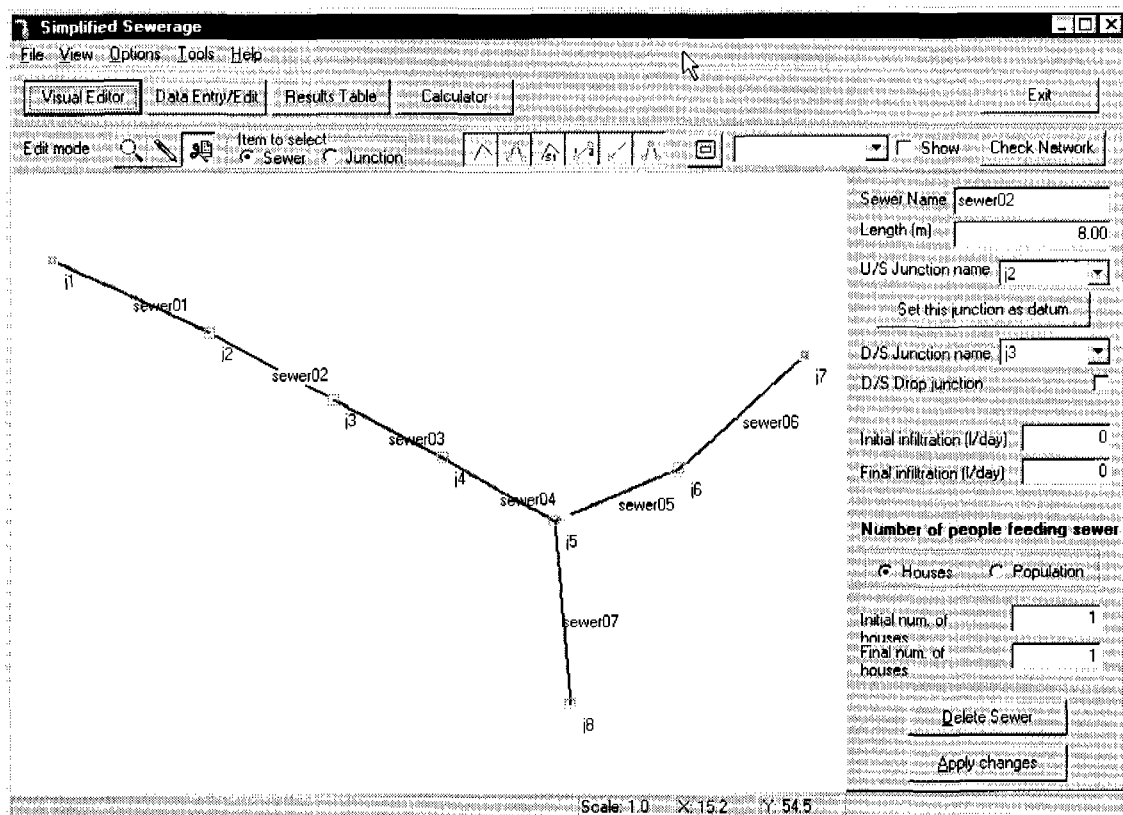 Simplified Sewerage
File View Options Tools Help
Visual Editor Data Entry/Edit Results Table Calculator Exit
Edit mode Item to select Sewer Junction Show Check Network
Sewer Name sewer02
Length (m) 8.00
U/S Junction name j2
Set this junction as datum
D/S Junction name j3
D/S Drop junction
Initial infiltration (l/day) 0
Final infiltration (l/day) 0
Number of people feeding sewer
Houses Population
Initial num. of houses 1
Final num. of houses 1
Delete Sewer
Apply changes
j1
sewer01
j2
sewer02
j3
sewer03
j4
sewer04
j5
sewer05
j6
sewer06
j7
sewer07
j8
Scale: 1.0 X: 15.2 Y: 54.5